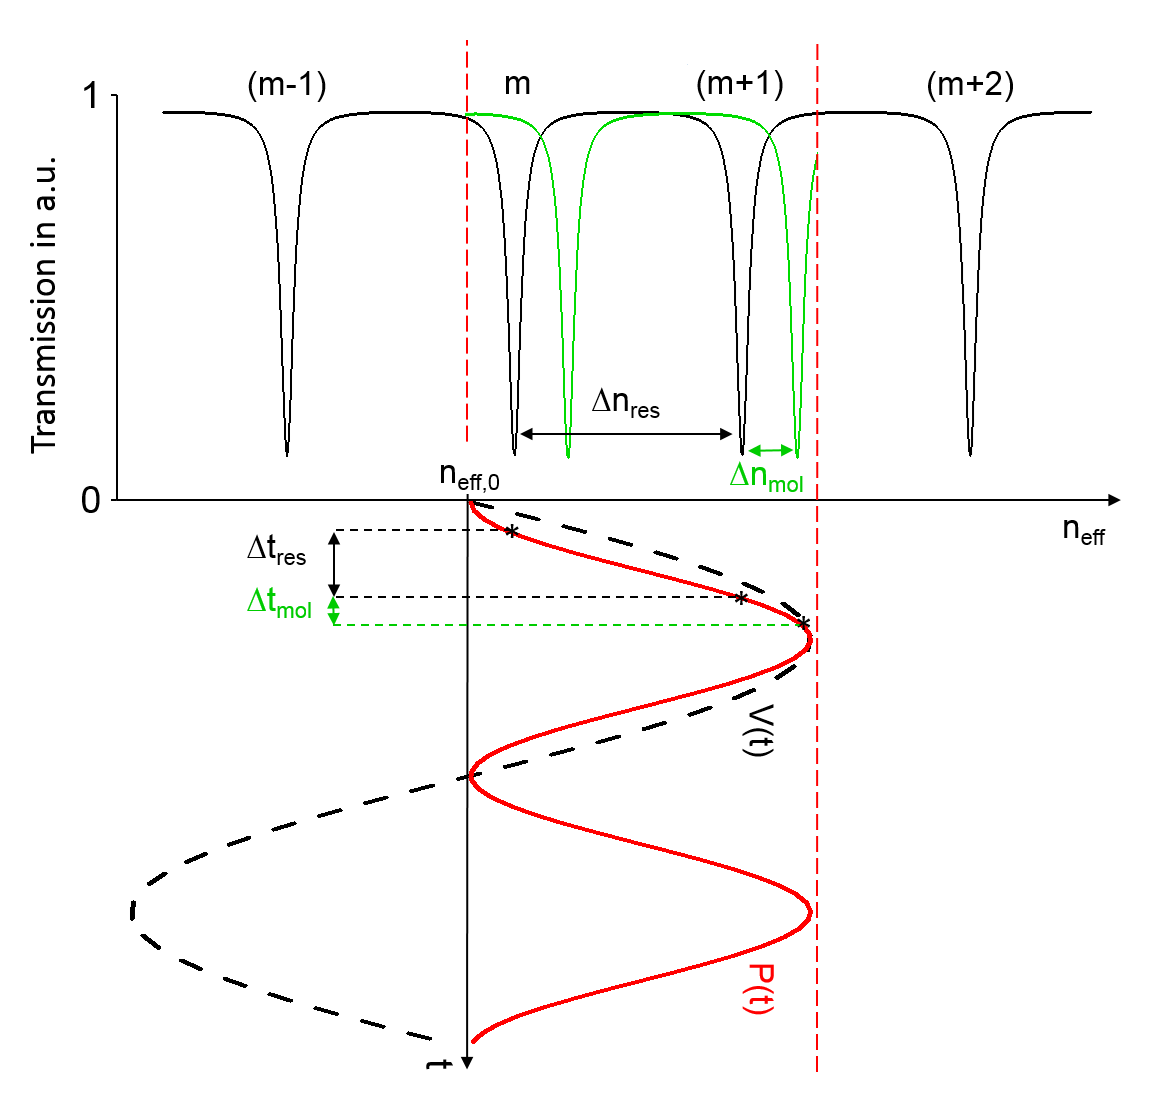 (m-1)
m
(m+1)
(m+2)
1
Transmission in a.u.
Δnres
Δnmol
neff,0
0
neff
Δtres
Δtmol
V(t)
P(t)
t